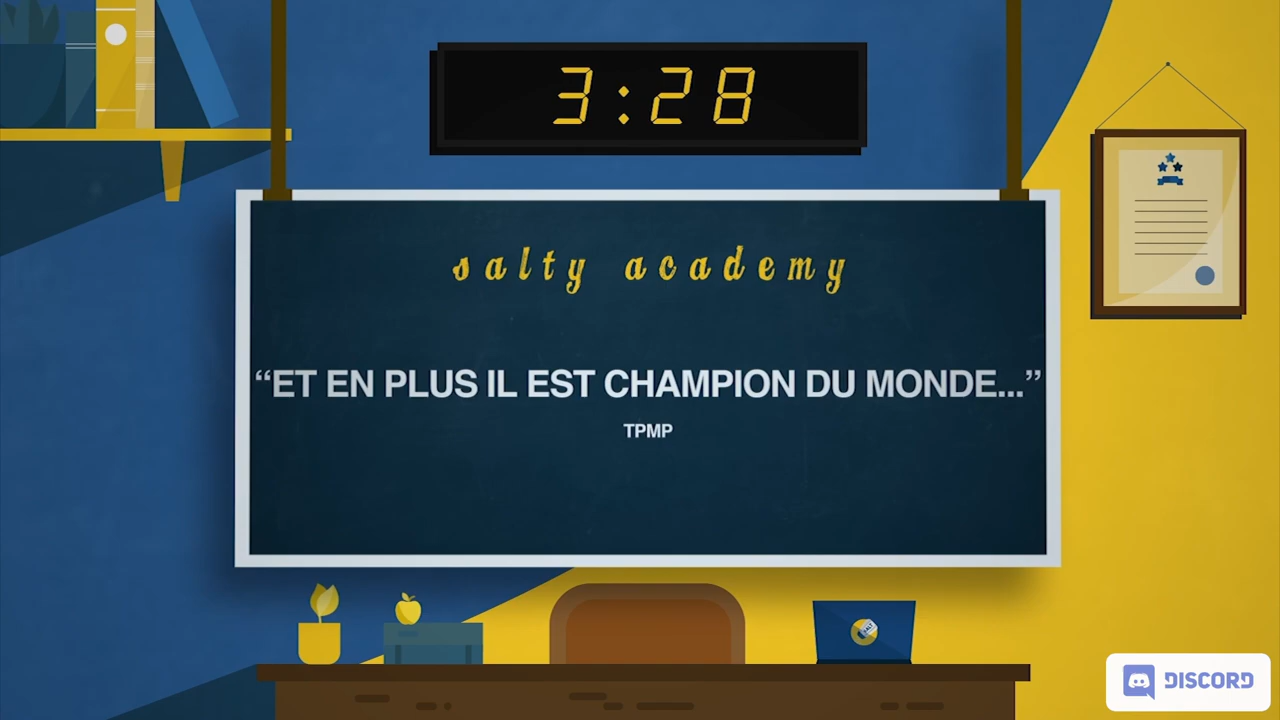 3:28
salty academy
“ET EN PLUS IL EST CHAMPION DU MONDE...”
TPMP
DISCORD